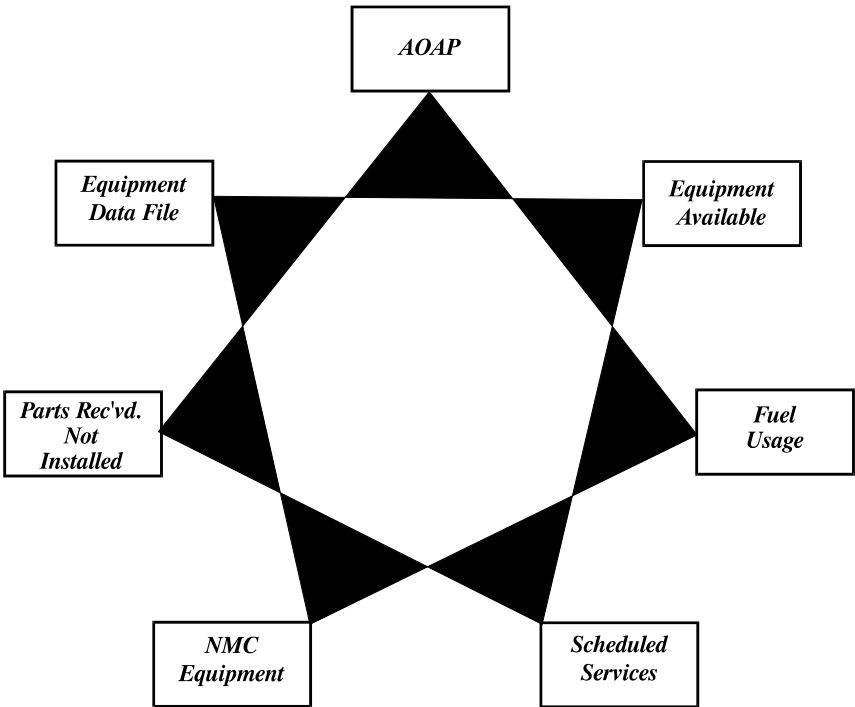 AOAP
Equipment
Data File
Equipment
Available
Parts Rec'vd.
Not
Installed
Fuel
Usage
NMC
Equipment
Scheduled
Services